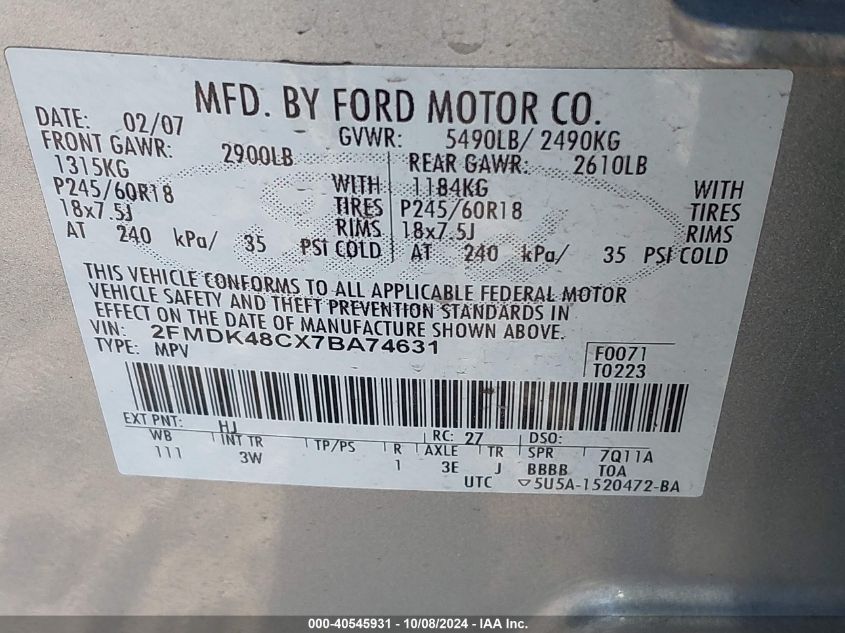 MFD. BY FORD MOTOR CO.
DATE: 02/07 GVWR: 5490LB/ 2490KG
FRONT GAWR: 2900LB REAR GAWR: 2610LB
1315KG WITH 1184KG WITH
P245/60R18 TIRES P245/60R18 TIRES
18x7.5J RIMS 18x7.5J RIMS
AT 240 kPa/ 35 PSI COLD AT 240 kPa/ 35 PSI COLD
THIS VEHICLE CONFORMS TO ALL APPLICABLE FEDERAL MOTOR
VEHICLE SAFETY AND THEFT PREVENTION STANDARDS IN
EFFECT ON THE DATE OF MANUFACTURE SHOWN ABOVE.
VIN: 2FMDK48CX7BA74631
TYPE: MPV F0071
T0223
EXT PNT: HJ RC: 27 DSO:
WB INT TR TP/PS R AXLE TR SPR 7Q11A
111 3W 1 3E J BBBB TOA
UTC ▽5U5A-1520472-BA
000-40545931 - 10/08/2024 - IAAI.com.